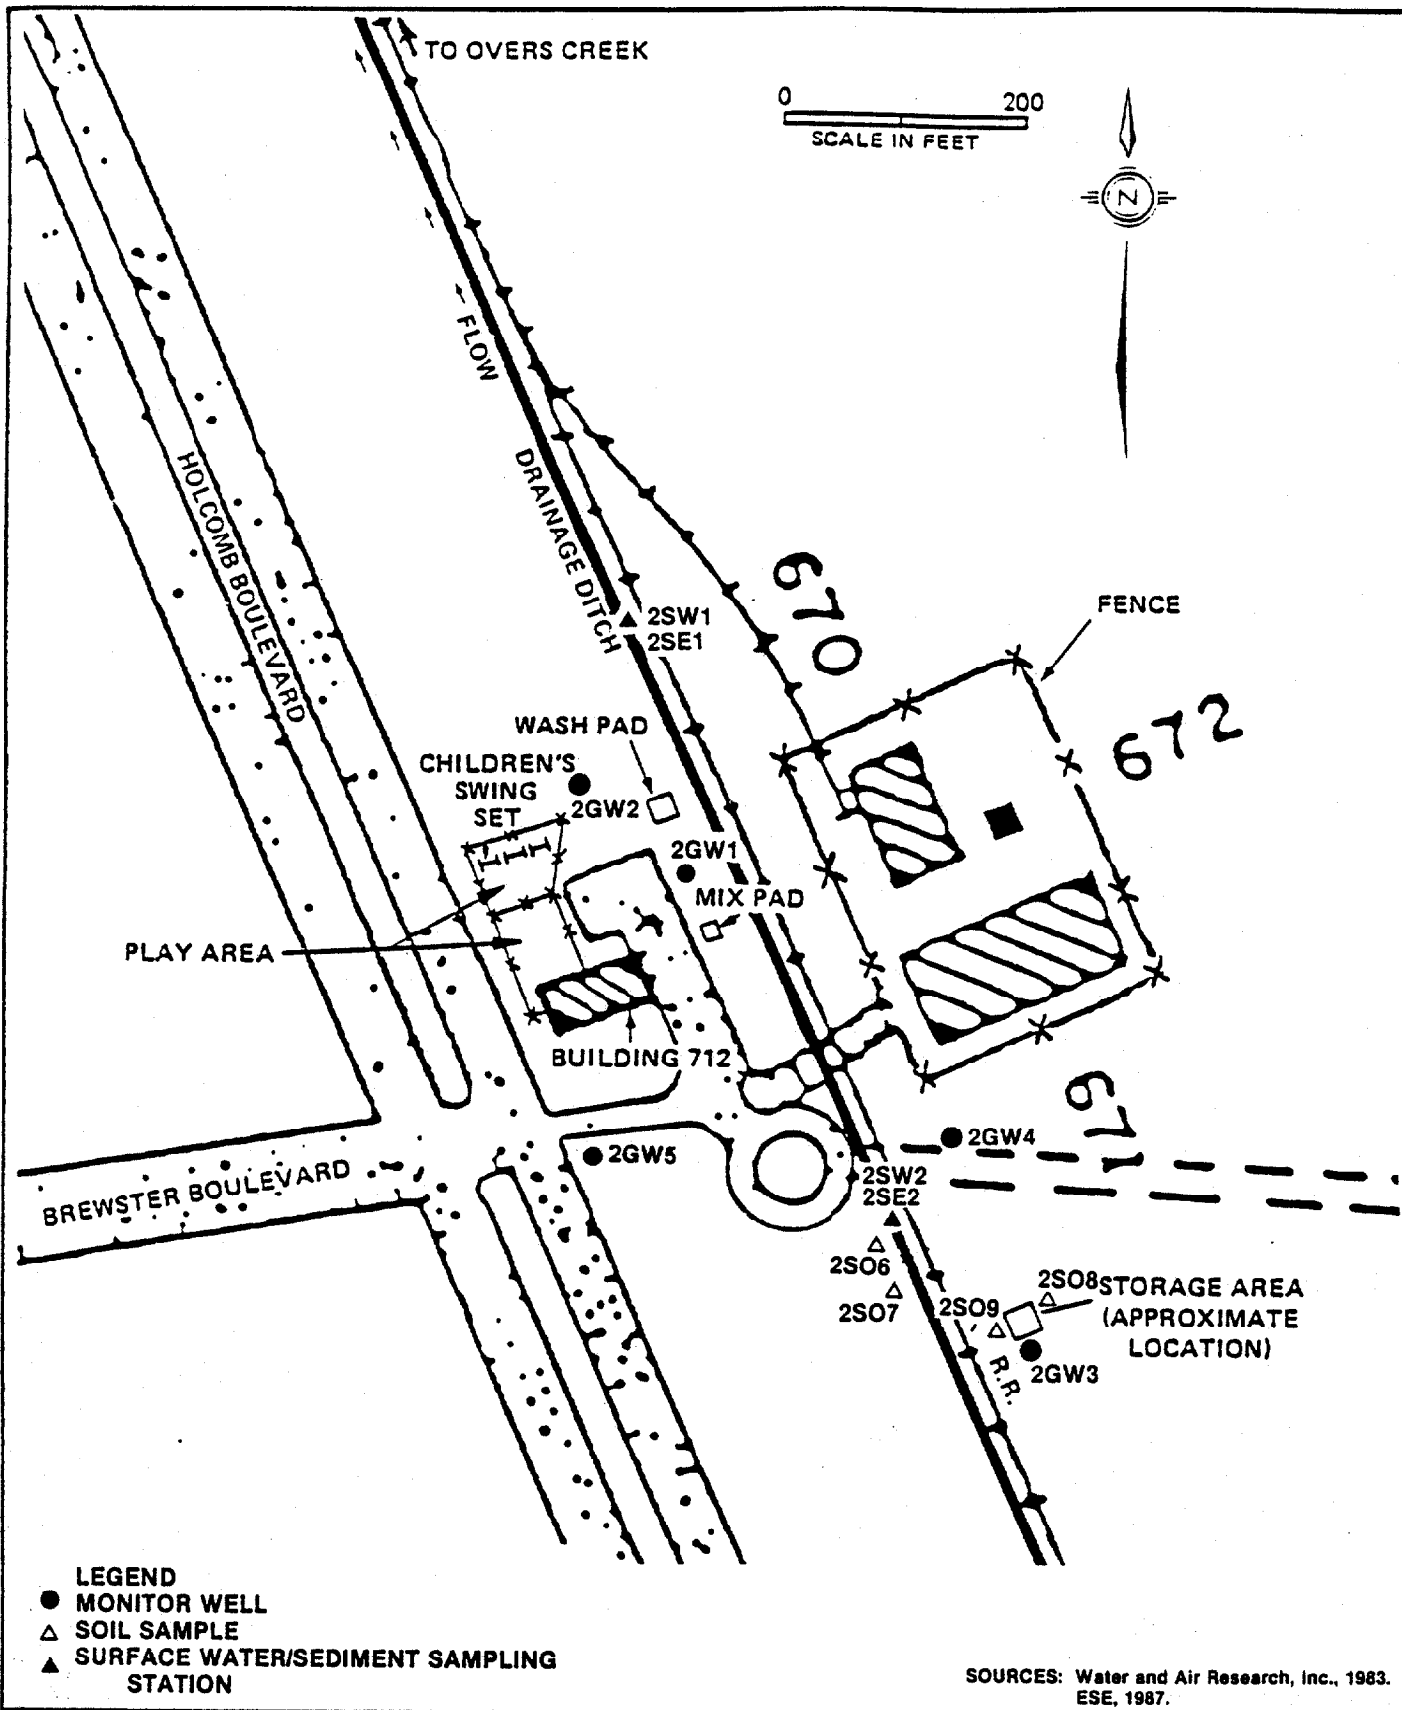 TO OVERS CREEK
0 200
SCALE IN FEET
N
FLOW
DRAINAGE DITCH
HOLCOMB BOULEVARD
670
FENCE
2SW1
2SE1
672
WASH PAD
CHILDREN'S
SWING
SET
2GW2
2GW1
MIX PAD
PLAY AREA
BUILDING 712
671
2GW4
2GW5
BREWSTER BOULEVARD
2SW2
2SE2
2SO6
2SO7
2SO8
2SO9
STORAGE AREA
(APPROXIMATE
LOCATION)
R.R.
2GW3
LEGEND
MONITOR WELL
SOIL SAMPLE
SURFACE WATER/SEDIMENT SAMPLING
STATION
SOURCES: Water and Air Research, Inc., 1983.
ESE, 1987.